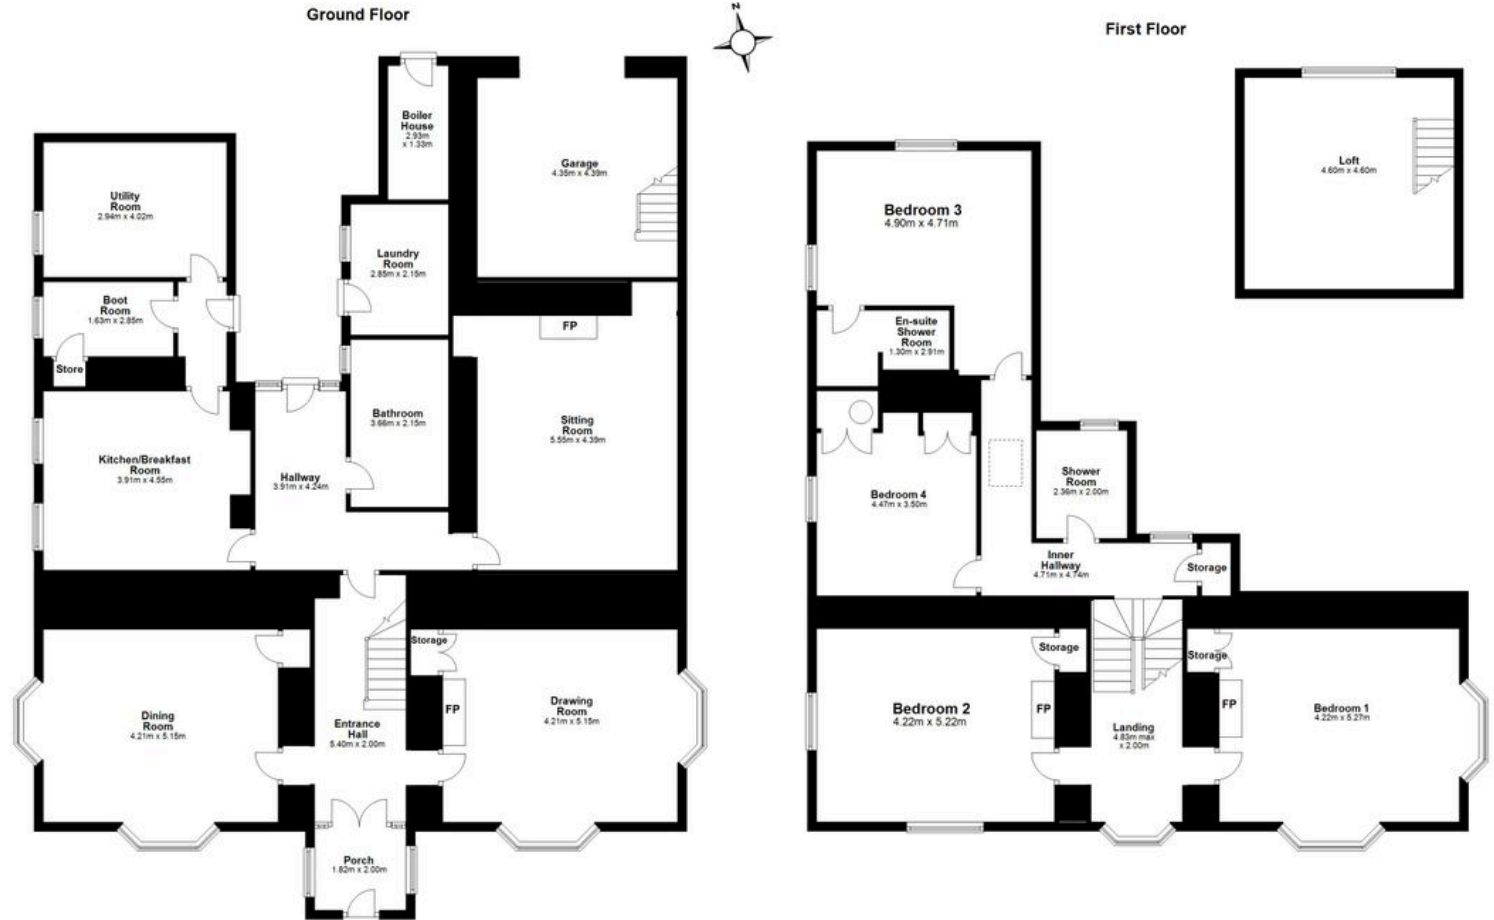 Ground Floor
N
First Floor
Boiler
House
2.93m
x 1.33m
Garage
4.35m x 4.39m
Utility
Room
2.94m x 4.02m
Laundry
Room
2.85m x 2.15m
Boot
Room
1.63m x 2.85m
Store
FP
Bathroom
3.66m x 2.15m
Sitting
Room
5.55m x 4.39m
Kitchen/Breakfast
Room
3.91m x 4.55m
Hallway
3.91m x 4.24m
Storage
Dining
Room
4.21m x 5.15m
Entrance
Hall
5.40m x 2.00m
FP
Drawing
Room
4.21m x 5.15m
Porch
1.82m x 2.00m
Loft
4.60m x 4.60m
Bedroom 3
4.90m x 4.71m
En-suite
Shower
Room
1.30m x 2.91m
Shower
Room
2.36m x 2.00m
Bedroom 4
4.47m x 3.50m
Inner
Hallway
4.71m x 4.74m
Storage
Storage
Storage
Bedroom 2
4.22m x 5.22m
FP
Landing
4.83m max
x 2.00m
FP
Bedroom 1
4.22m x 5.27m